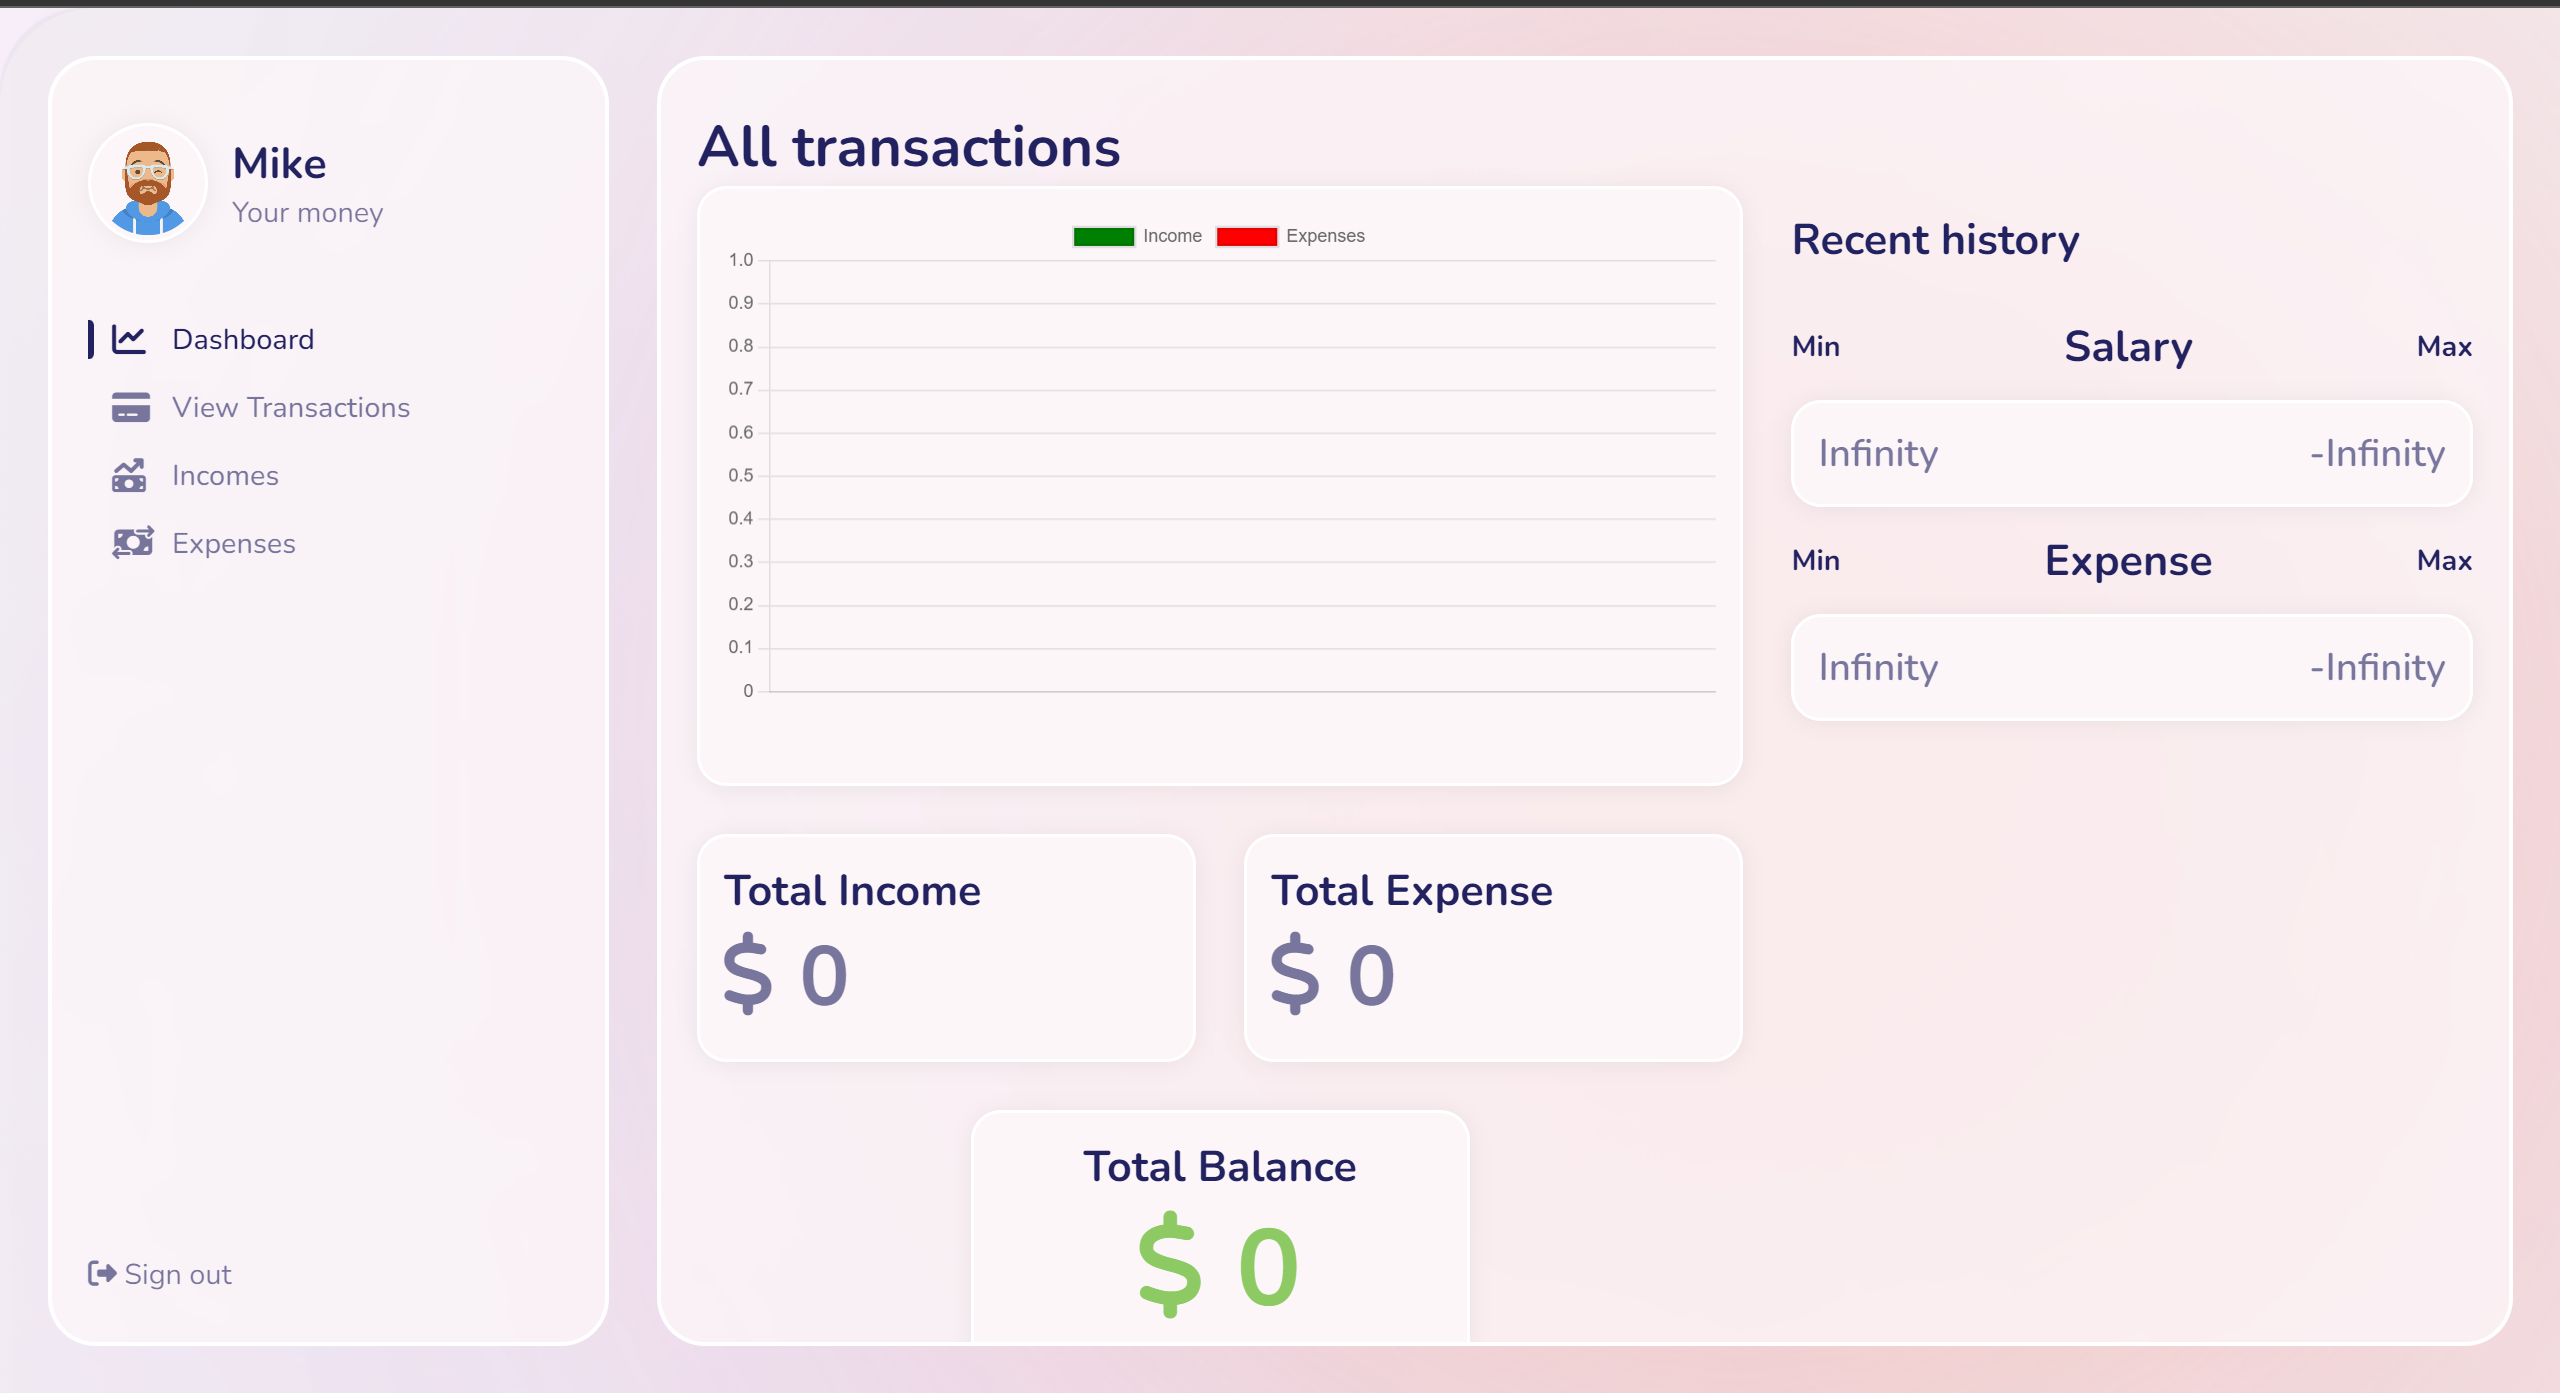 Mike
Your money
Dashboard
View Transactions
Incomes
Expenses
Sign out
All transactions
Income Expenses
1.0
0.9
0.8
0.7
0.6
0.5
0.4
0.3
0.2
0.1
0
Total Income
$ 0
Total Expense
$ 0
Total Balance
$ 0
Recent history
Min Salary Max
Infinity -Infinity
Min Expense Max
Infinity -Infinity